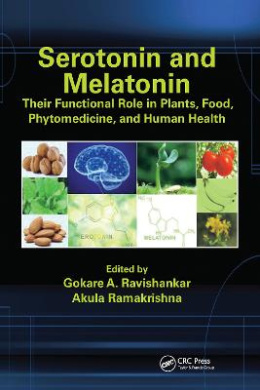 Serotonin and
Melatonin
Their Functional Role in Plants, Food,
Phytomedicine, and Human Health
SEROTONIN
MELATONIN
Edited by
Gokare A. Ravishankar
Akula Ramakrishna
CRC Press
Taylor & Francis Group